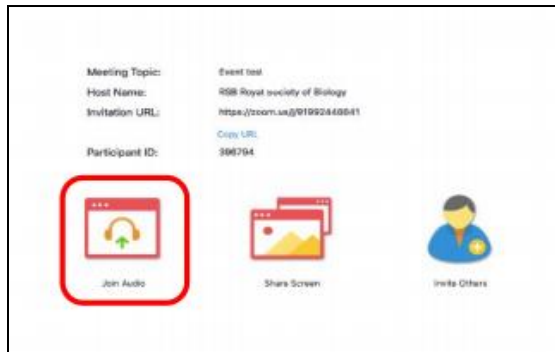 Meeting Topic: Event test
Host Name: RSB Royal society of Biology
Invitation URL: https://zoom.us/j/91992448641
Copy URL
Participant ID: 396794
Join Audio Share Screen Invite Others